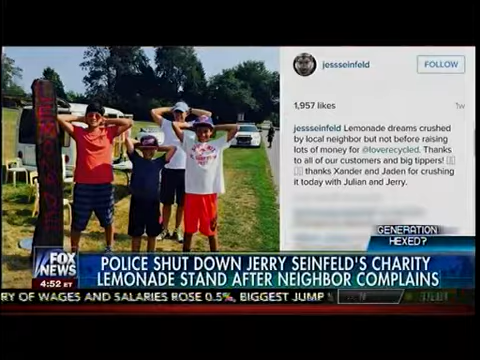 jessseinfeld
FOLLOW
1,957 likes
1w
jessseinfeld Lemonade dreams crushed
by local neighbor but not before raising
lots of money for @loverecycled. Thanks
to all of our customers and big tippers!
thanks Xander and Jaden for crushing
it today with Julian and Jerry.
GENERATION
HEXED?
FOX
NEWS
4:52 ET
POLICE SHUT DOWN JERRY SEINFELD'S CHARITY
LEMONADE STAND AFTER NEIGHBOR COMPLAINS
RY OF WAGES AND SALARIES ROSE 0.5%, BIGGEST JUMP